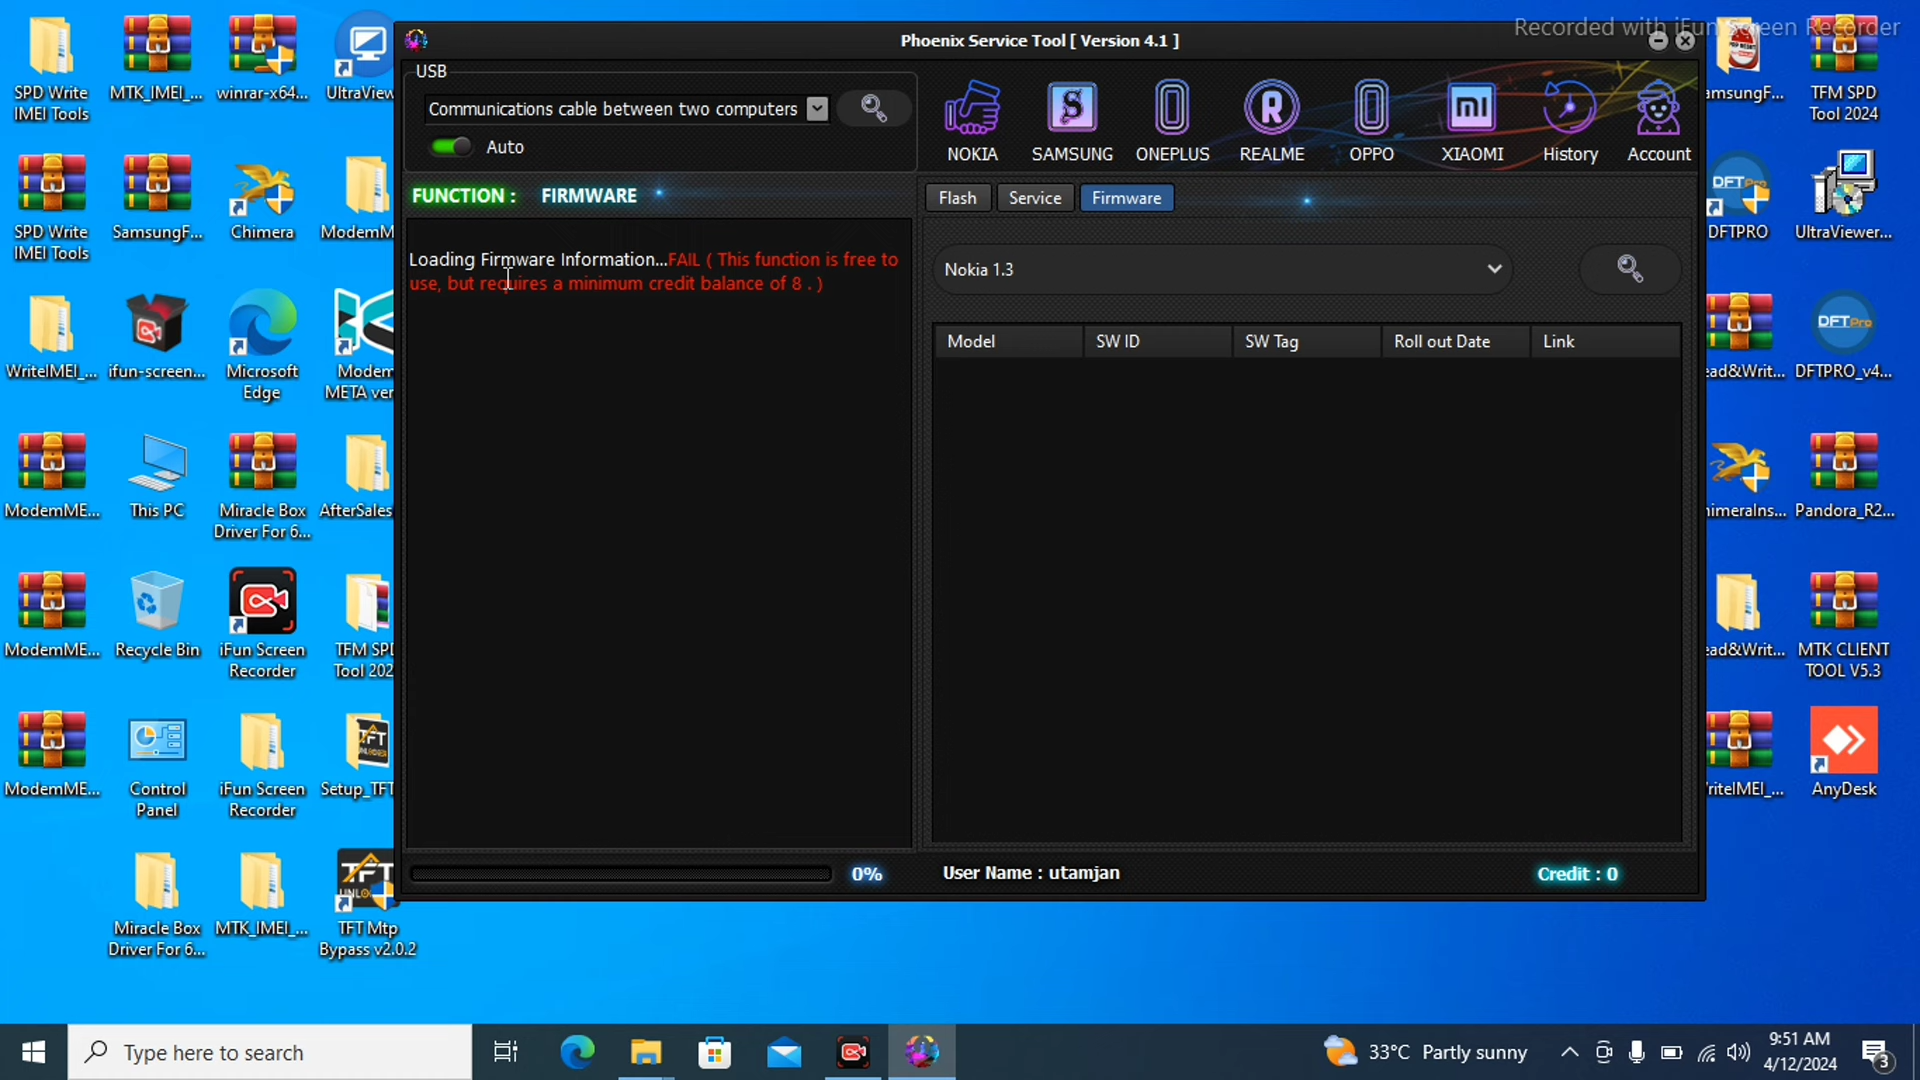 Recorded with iFun Screen Recorder
Phoenix Service Tool [ Version 4.1 ]
USB
Communications cable between two computers
Auto
NOKIA
SAMSUNG
ONEPLUS
REALME
OPPO
XIAOMI
History
Account
FUNCTION : FIRMWARE
Flash
Service
Firmware
Loading Firmware Information...FAIL ( This function is free to
use, but requires a minimum credit balance of 8 . )
Nokia 1.3
Model
SW ID
SW Tag
Roll out Date
Link
0%
User Name : utamjan
Credit : 0
SPD Write
IMEI Tools
MTK_IMEI_...
winrar-x64...
UltraView
SPD Write
IMEI Tools
SamsungF...
Chimera
ModemM
WriteIMEI_...
ifun-screen...
Microsoft
Edge
Modem
META ver
ModemME...
This PC
Miracle Box
Driver For 6...
AfterSales
ModemME...
Recycle Bin
iFun Screen
Recorder
TFM SPD
Tool 202
ModemME...
Control
Panel
iFun Screen
Recorder
Setup_TFT
Miracle Box
Driver For 6...
MTK_IMEI_...
TFT Mtp
Bypass v2.0.2
amsungF...
TFM SPD
Tool 2024
DFTPRO
UltraViewer...
ead&Writ...
DFTPRO_v4...
imeraIns...
Pandora_R2...
ead&Writ...
MTK CLIENT
TOOL V5.3
riteIMEI_...
AnyDesk
Type here to search
33°C Partly sunny
9:51 AM
4/12/2024
3